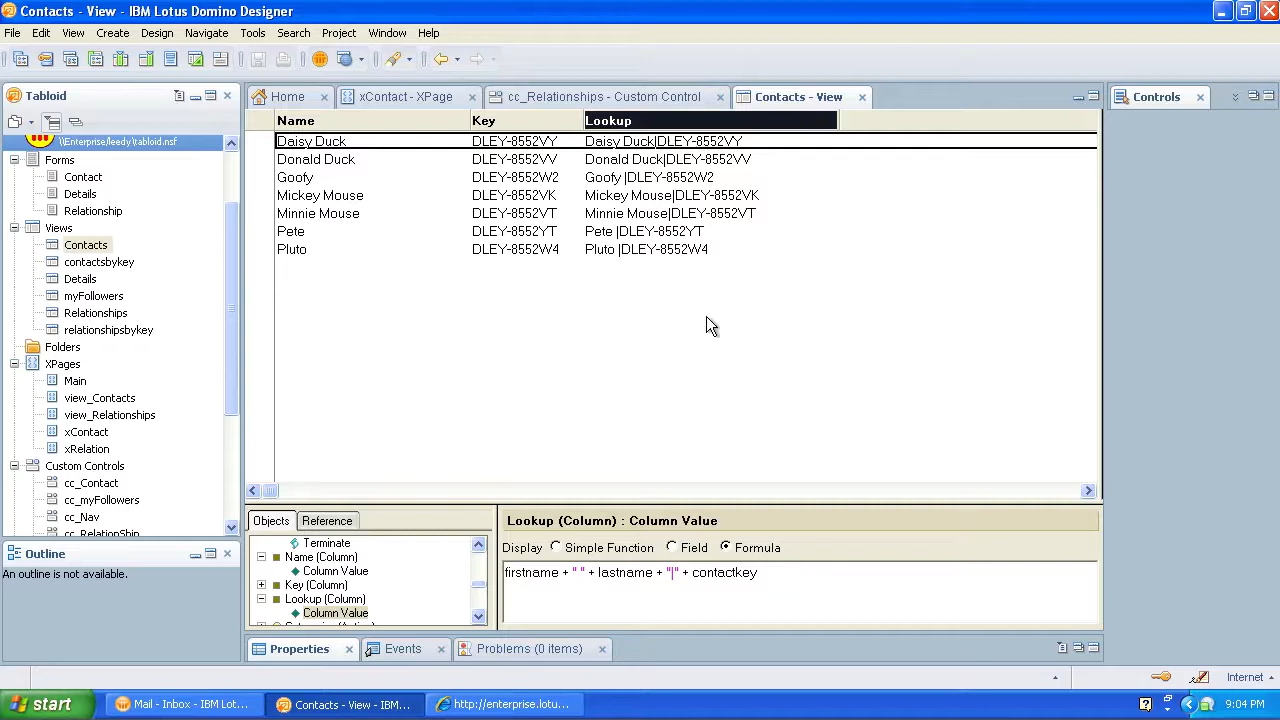 Contacts - View - IBM Lotus Domino Designer
File Edit View Create Design Navigate Tools Search Project Window Help
Tabloid
\\Enterprise/leedy\tabloid.nsf
Forms
Contact
Details
Relationship
Views
Contacts
contactsbykey
Details
myFollowers
Relationships
relationshipsbykey
Folders
XPages
Main
view_Contacts
view_Relationships
xContact
xRelation
Custom Controls
cc_Contact
cc_myFollowers
cc_Nav
cc_RelationShip
Outline
An outline is not available.
Home xContact - XPage cc_Relationships - Custom Control Contacts - View
Name Key Lookup
Daisy Duck DLEY-8552VY Daisy Duck|DLEY-8552VY
Donald Duck DLEY-8552VV Donald Duck|DLEY-8552VV
Goofy DLEY-8552W2 Goofy |DLEY-8552W2
Mickey Mouse DLEY-8552VK Mickey Mouse|DLEY-8552VK
Minnie Mouse DLEY-8552VT Minnie Mouse|DLEY-8552VT
Pete DLEY-8552YT Pete |DLEY-8552YT
Pluto DLEY-8552W4 Pluto |DLEY-8552W4
Controls
Objects Reference
Terminate
Name (Column)
Column Value
Key (Column)
Lookup (Column)
Column Value
Lookup (Column) : Column Value
Display Simple Function Field Formula
firstname + " " + lastname + "|" + contactkey
Properties Events Problems (0 items)
Internet
start Mail - Inbox - IBM Lot... Contacts - View - IBM... http://enterprise.lotu... 9:04 PM